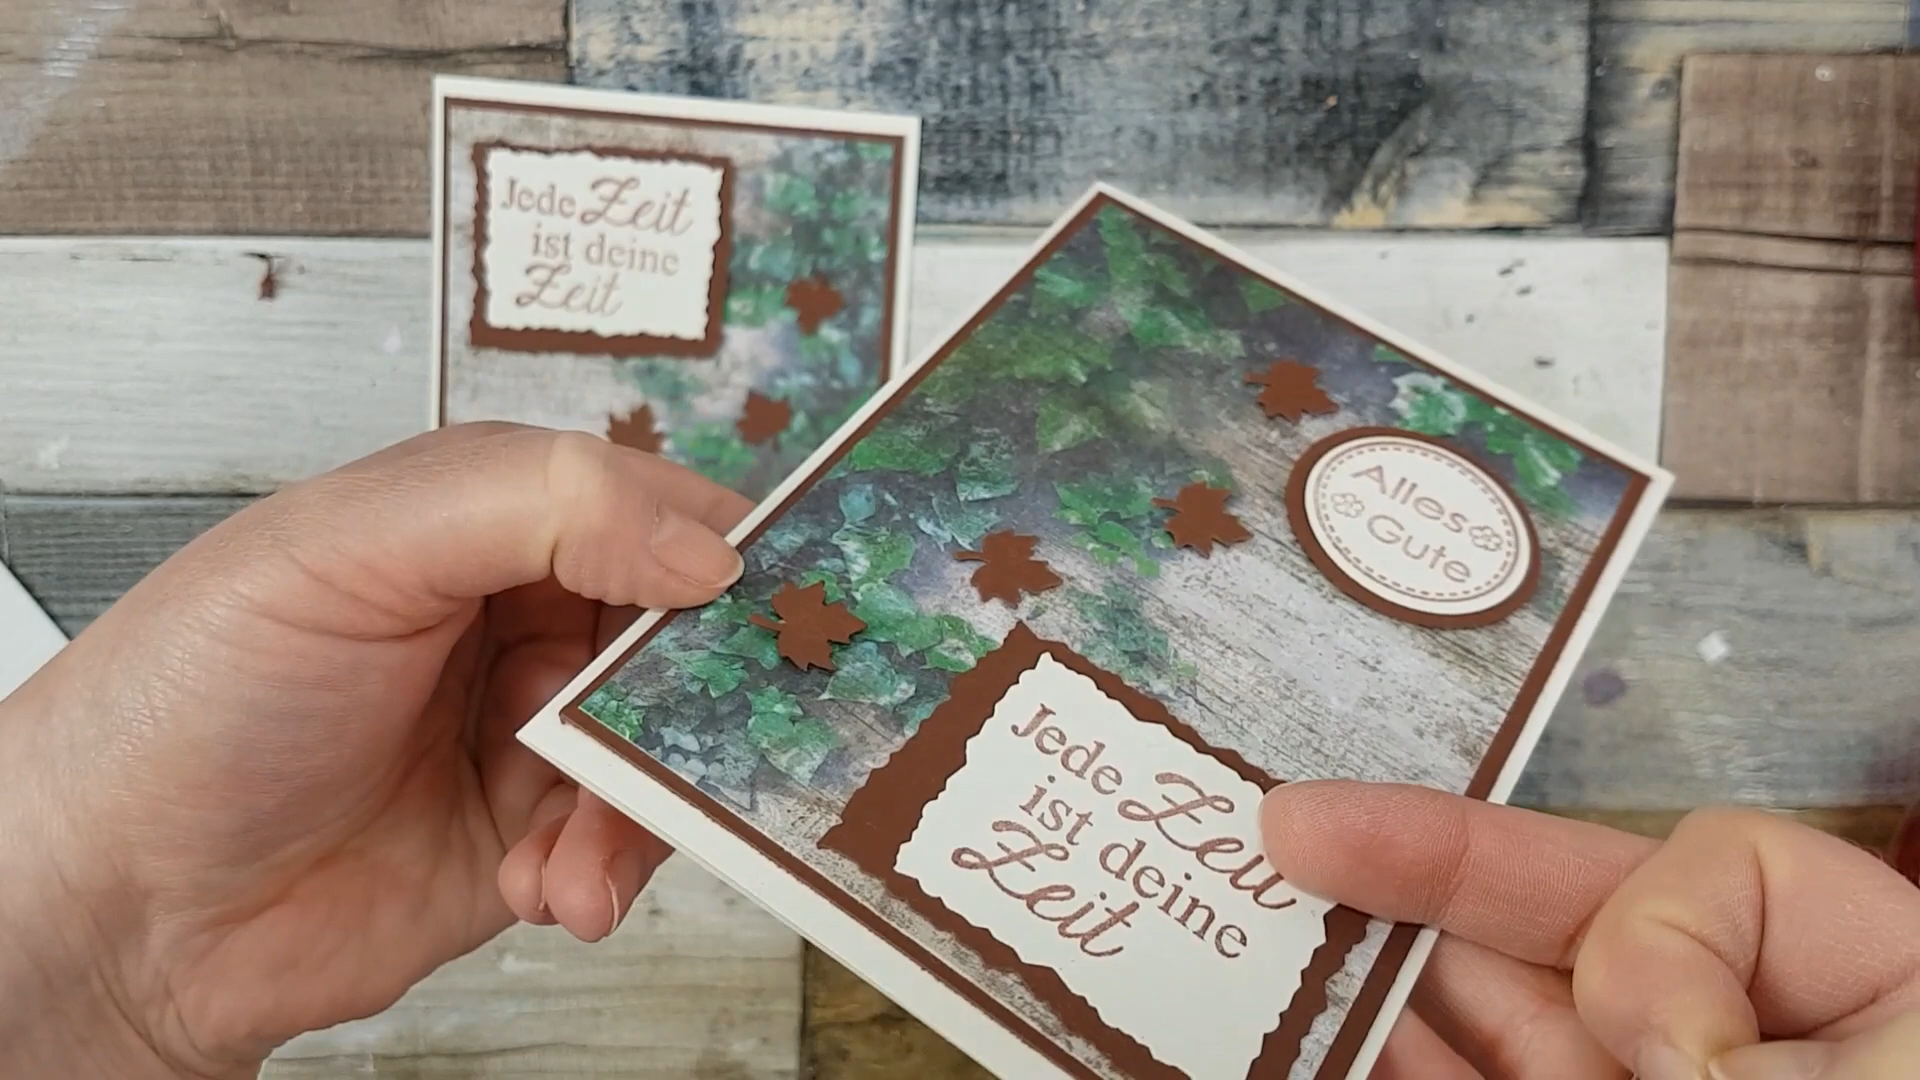 Jede Zeit
ist deine
Zeit
Alles
Gute
Jede Zeit
ist deine
Zeit